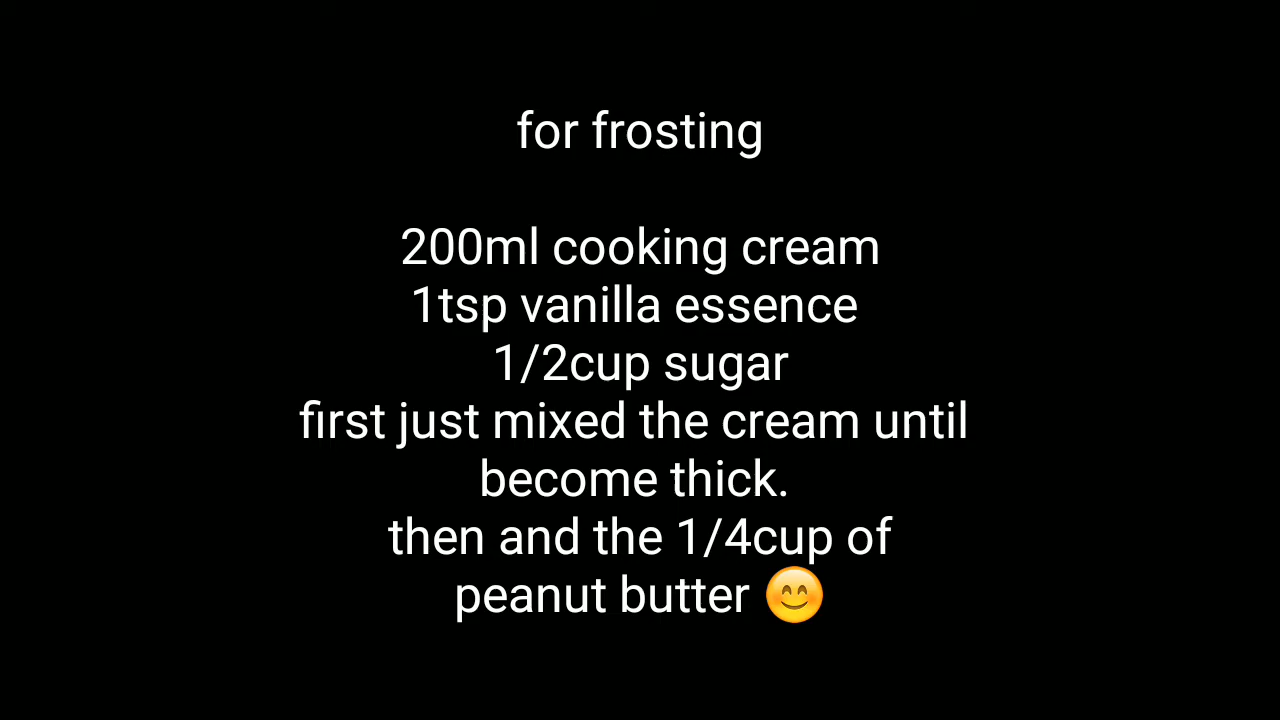 for frosting
200ml cooking cream
1tsp vanilla essence
1/2cup sugar
first just mixed the cream until
become thick.
then and the 1/4cup of
peanut butter 😊